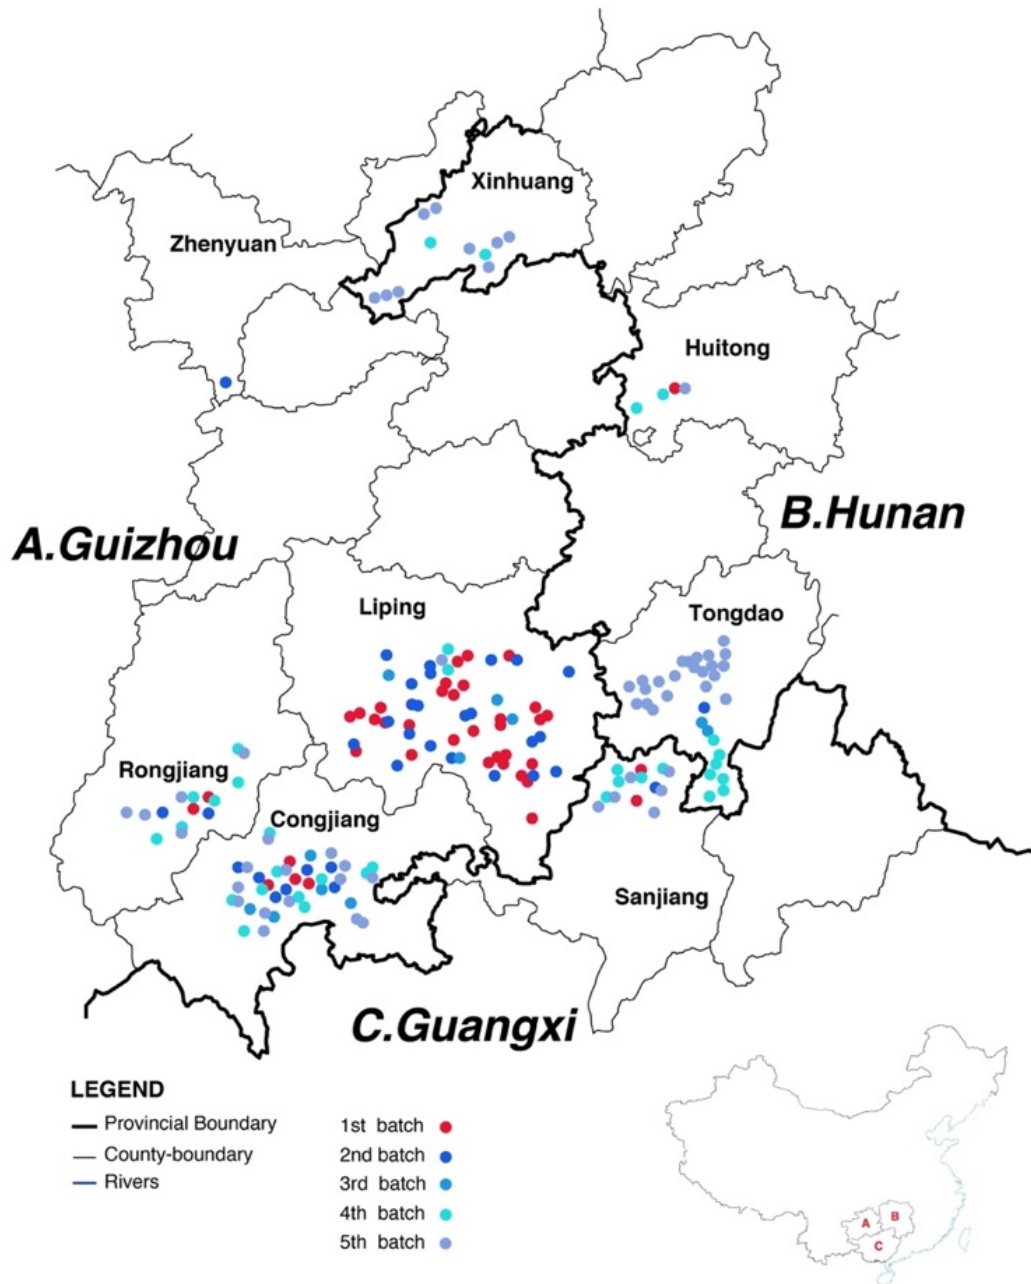 Xinhuang
Zhenyuan
Huitong
B.Hunan
A.Guizhou
Liping
Tongdao
Rongjiang
Congjiang
Sanjiang
C.Guangxi
LEGEND
Provincial Boundary
County-boundary
Rivers
1st batch
2nd batch
3rd batch
4th batch
5th batch
A
B
C